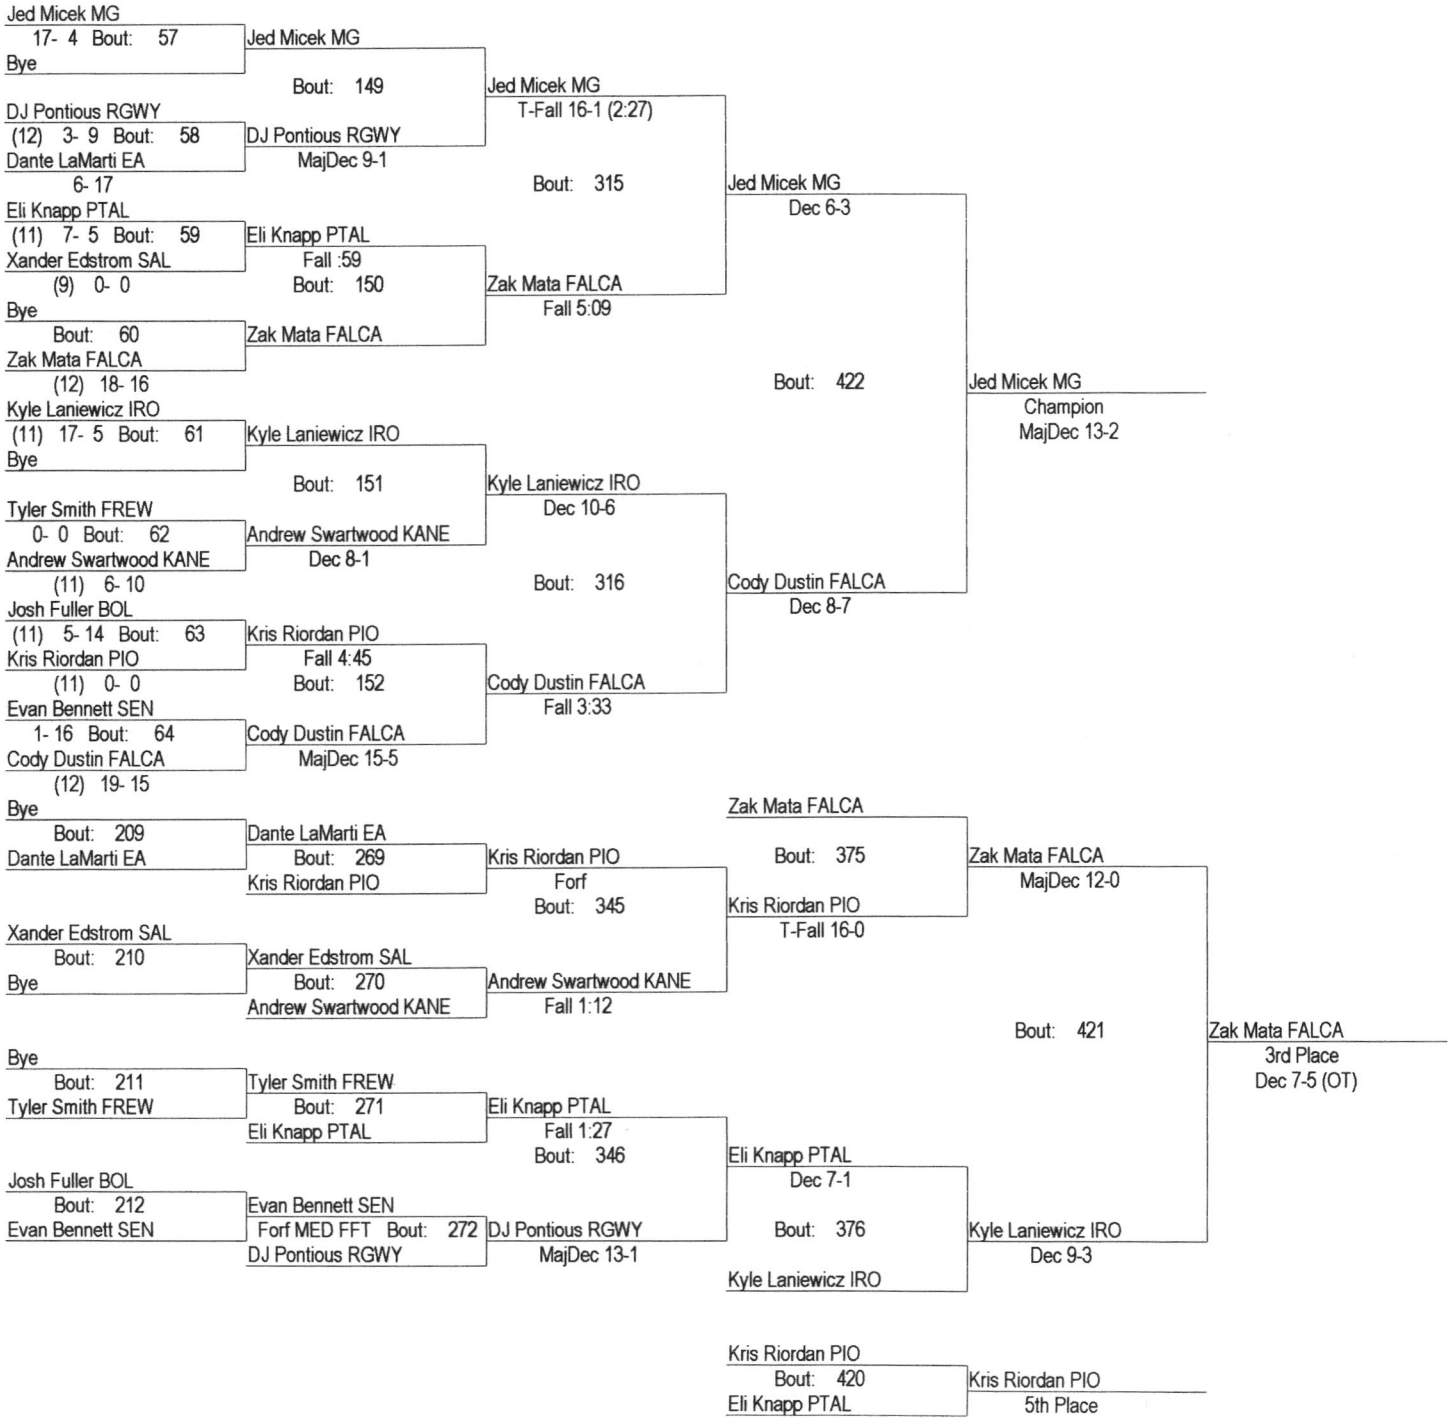 Jed Micek MG
17- 4 Bout: 57
Bye
DJ Pontious RGWY
(12) 3- 9 Bout: 58
Dante LaMarti EA
6- 17
Eli Knapp PTAL
(11) 7- 5 Bout: 59
Xander Edstrom SAL
(9) 0- 0
Bye
Bout: 60
Zak Mata FALCA
(12) 18- 16
Kyle Laniewicz IRO
(11) 17- 5 Bout: 61
Bye
Tyler Smith FREW
0- 0 Bout: 62
Andrew Swartwood KANE
(11) 6- 10
Josh Fuller BOL
(11) 5- 14 Bout: 63
Kris Riordan PIO
(11) 0- 0
Evan Bennett SEN
1- 16 Bout: 64
Cody Dustin FALCA
(12) 19- 15
Jed Micek MG
Bout: 149
DJ Pontious RGWY
MajDec 9-1
Eli Knapp PTAL
Fall :59
Bout: 150
Zak Mata FALCA
Kyle Laniewicz IRO
Bout: 151
Andrew Swartwood KANE
Dec 8-1
Kris Riordan PIO
Fall 4:45
Bout: 152
Cody Dustin FALCA
MajDec 15-5
Jed Micek MG
T-Fall 16-1 (2:27)
Bout: 315
Zak Mata FALCA
Fall 5:09
Kyle Laniewicz IRO
Dec 10-6
Bout: 316
Cody Dustin FALCA
Fall 3:33
Jed Micek MG
Dec 6-3
Bout: 422
Cody Dustin FALCA
Dec 8-7
Jed Micek MG
Champion
MajDec 13-2
Bye
Bout: 209
Dante LaMarti EA
Xander Edstrom SAL
Bout: 210
Bye
Bye
Bout: 211
Tyler Smith FREW
Josh Fuller BOL
Bout: 212
Evan Bennett SEN
Dante LaMarti EA
Bout: 269
Kris Riordan PIO
Xander Edstrom SAL
Bout: 270
Andrew Swartwood KANE
Tyler Smith FREW
Bout: 271
Eli Knapp PTAL
Evan Bennett SEN
Forf MED FFT Bout: 272
DJ Pontious RGWY
Kris Riordan PIO
Forf
Bout: 345
Andrew Swartwood KANE
Fall 1:12
Eli Knapp PTAL
Fall 1:27
Bout: 346
DJ Pontious RGWY
MajDec 13-1
Zak Mata FALCA
Bout: 375
Kris Riordan PIO
T-Fall 16-0
Eli Knapp PTAL
Dec 7-1
Bout: 376
Kyle Laniewicz IRO
Zak Mata FALCA
MajDec 12-0
Bout: 421
Kyle Laniewicz IRO
Dec 9-3
Zak Mata FALCA
3rd Place
Dec 7-5 (OT)
Kris Riordan PIO
Bout: 420
Eli Knapp PTAL
Kris Riordan PIO
5th Place